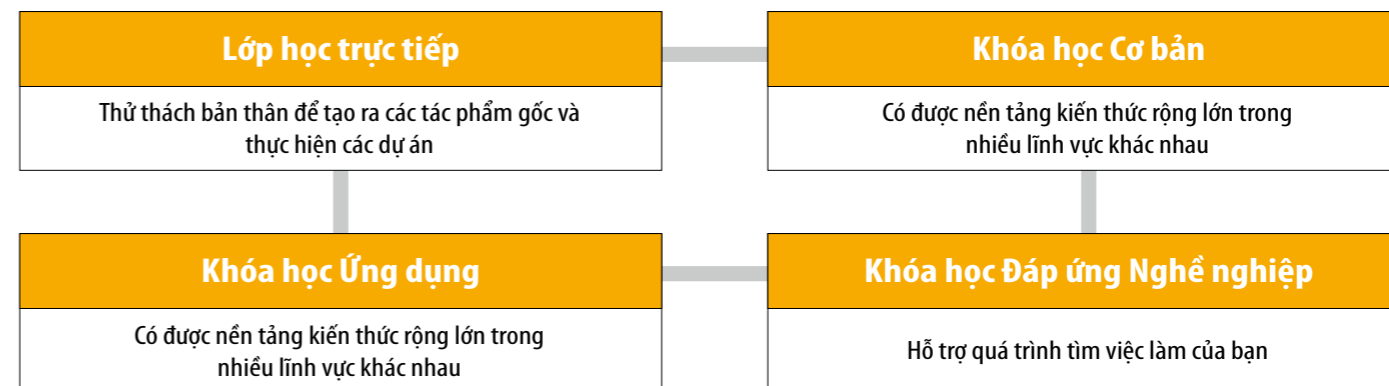 Lớp học trực tiếp
Thử thách bản thân để tạo ra các tác phẩm gốc và
thực hiện các dự án
Khóa học Cơ bản
Có được nền tảng kiến thức rộng lớn trong
nhiều lĩnh vực khác nhau
Khóa học Ứng dụng
Có được nền tảng kiến thức rộng lớn trong
nhiều lĩnh vực khác nhau
Khóa học Đáp ứng Nghề nghiệp
Hỗ trợ quá trình tìm việc làm của bạn